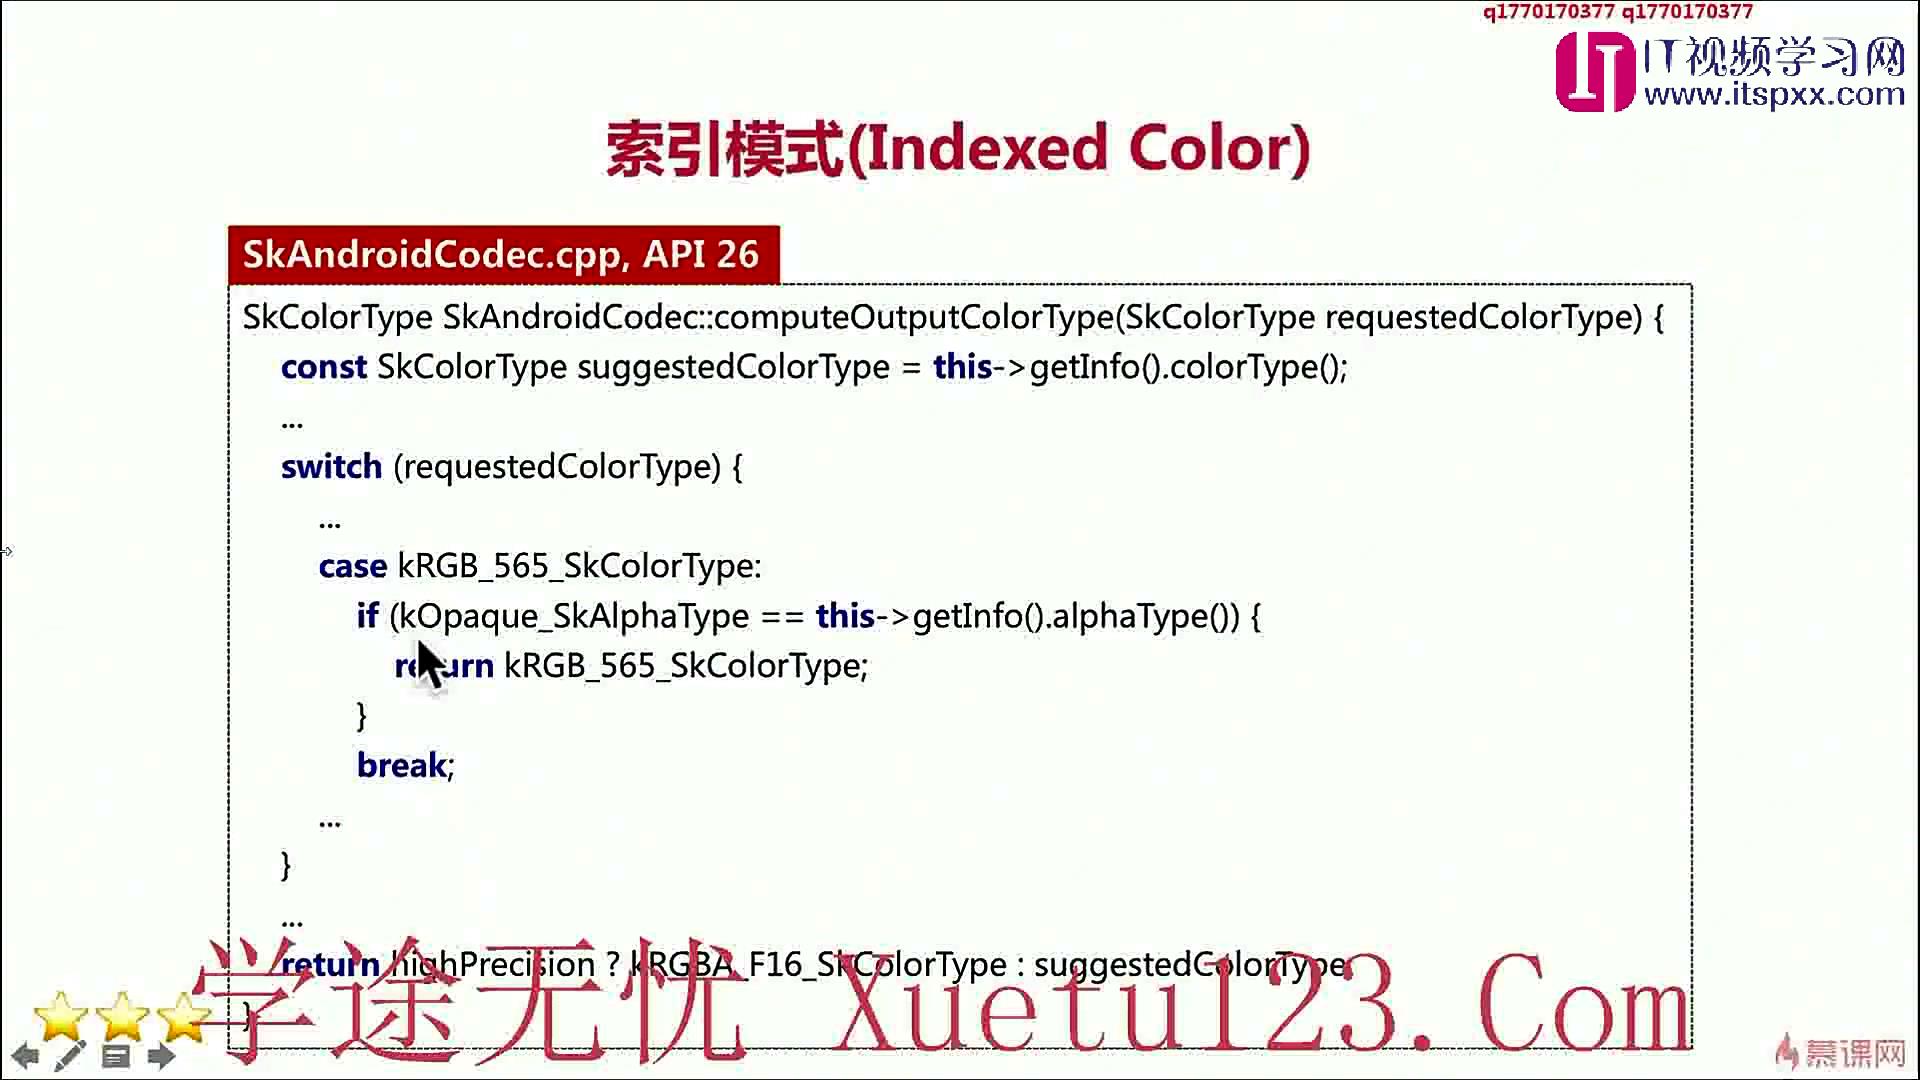 q1770170377 q1770170377
IT视频学习网
www.itspxx.com
索引模式(Indexed Color)
SkAndroidCodec.cpp, API 26
SkColorType SkAndroidCodec::computeOutputColorType(SkColorType requestedColorType) {
const SkColorType suggestedColorType = this->getInfo().colorType();
...
switch (requestedColorType) {
...
case kRGB_565_SkColorType:
if (kOpaque_SkAlphaType == this->getInfo().alphaType()) {
return kRGB_565_SkColorType;
}
break;
...
}
...
return highPrecision ? kRGBA_F16_SkColorType : suggestedColorType
}
学途无忧 Xuetu123.Com
慕课网